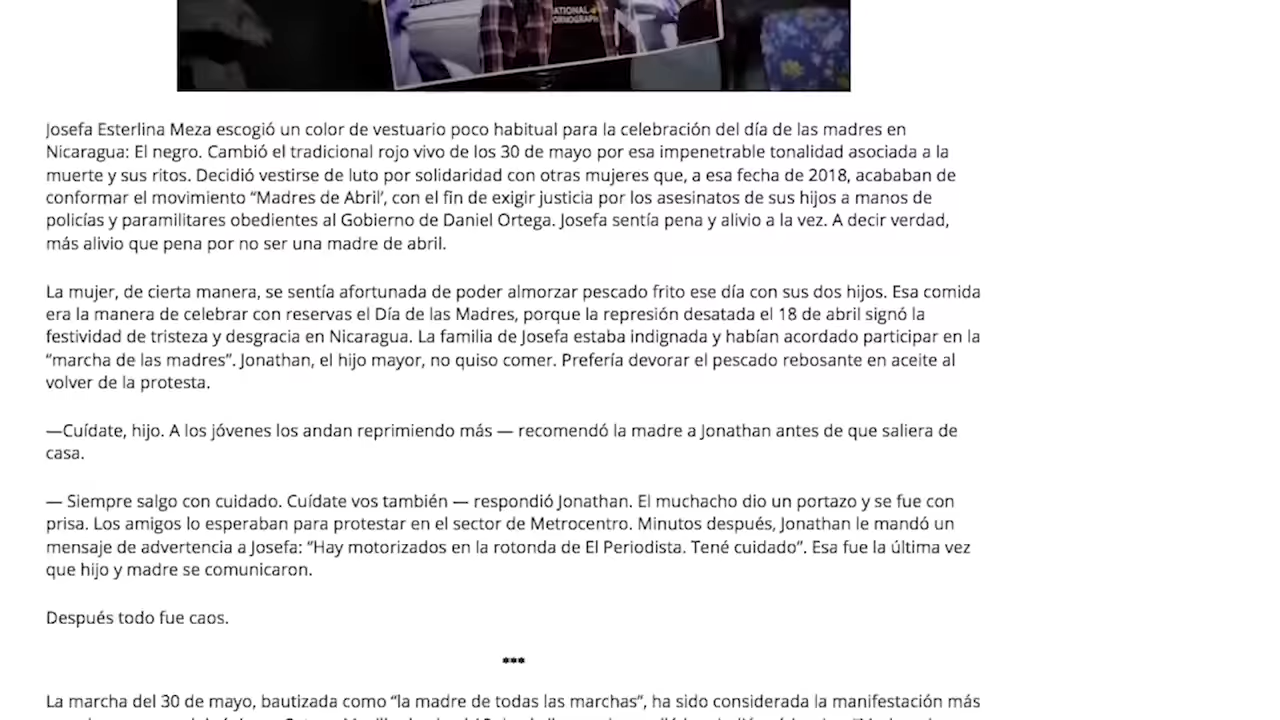 ATIONAL
ORNOGRAPH
Josefa Esterlina Meza escogió un color de vestuario poco habitual para la celebración del día de las madres en
Nicaragua: El negro. Cambió el tradicional rojo vivo de los 30 de mayo por esa impenetrable tonalidad asociada a la
muerte y sus ritos. Decidió vestirse de luto por solidaridad con otras mujeres que, a esa fecha de 2018, acababan de
conformar el movimiento “Madres de Abril’, con el fin de exigir justicia por los asesinatos de sus hijos a manos de
policías y paramilitares obedientes al Gobierno de Daniel Ortega. Josefa sentía pena y alivio a la vez. A decir verdad,
más alivio que pena por no ser una madre de abril.
La mujer, de cierta manera, se sentía afortunada de poder almorzar pescado frito ese día con sus dos hijos. Esa comida
era la manera de celebrar con reservas el Día de las Madres, porque la represión desatada el 18 de abril signó la
festividad de tristeza y desgracia en Nicaragua. La familia de Josefa estaba indignada y habían acordado participar en la
“marcha de las madres”. Jonathan, el hijo mayor, no quiso comer. Prefería devorar el pescado rebosante en aceite al
volver de la protesta.
—Cuídate, hijo. A los jóvenes los andan reprimiendo más — recomendó la madre a Jonathan antes de que saliera de
casa.
— Siempre salgo con cuidado. Cuídate vos también — respondió Jonathan. El muchacho dio un portazo y se fue con
prisa. Los amigos lo esperaban para protestar en el sector de Metrocentro. Minutos después, Jonathan le mandó un
mensaje de advertencia a Josefa: “Hay motorizados en la rotonda de El Periodista. Tené cuidado”. Esa fue la última vez
que hijo y madre se comunicaron.
Después todo fue caos.
***
La marcha del 30 de mayo, bautizada como “la madre de todas las marchas”, ha sido considerada la manifestación más